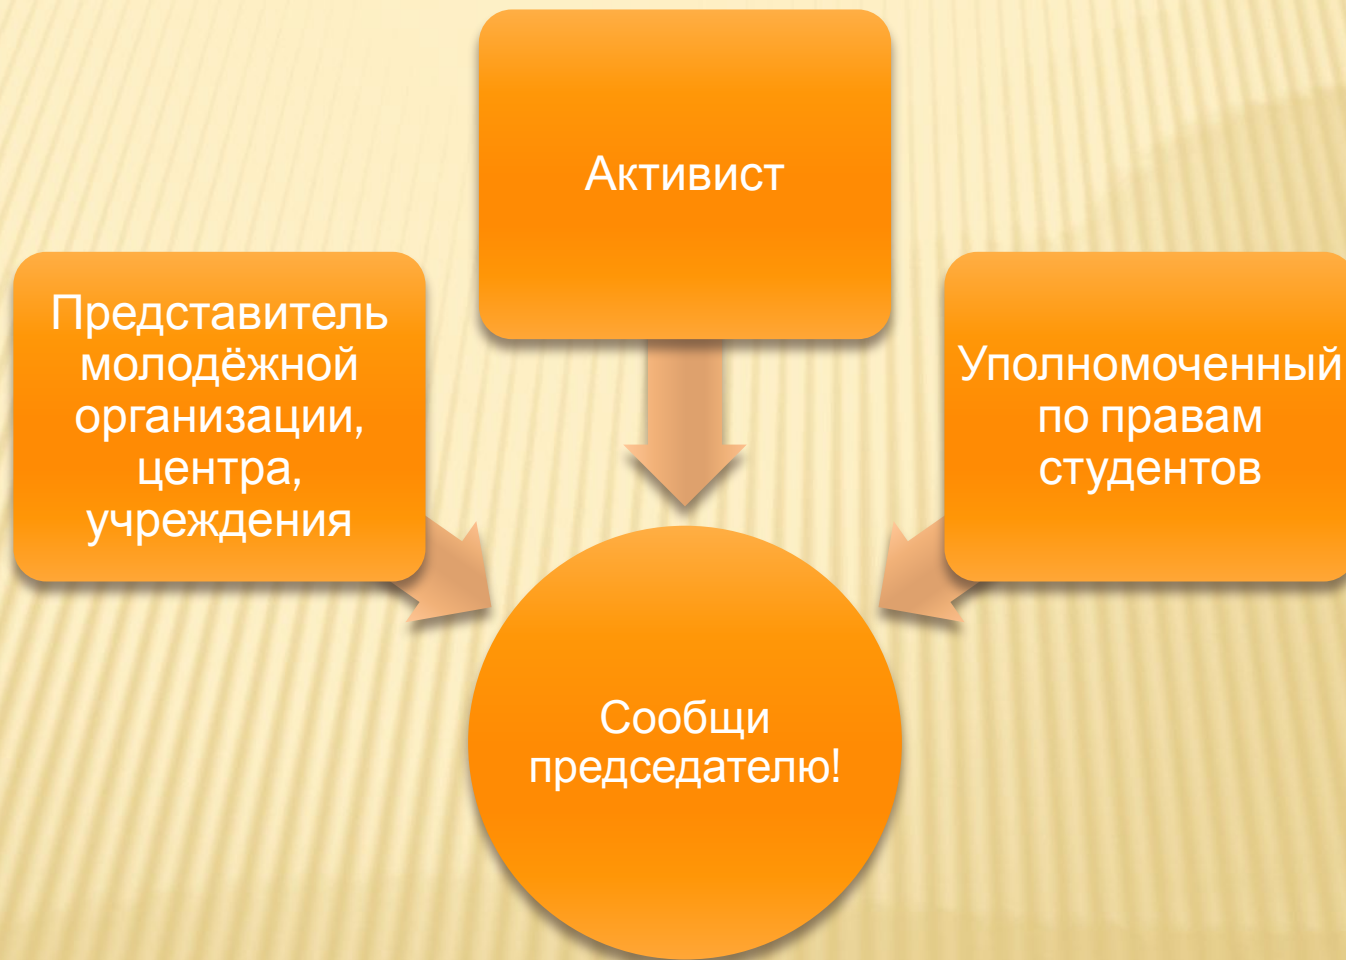 Активист
Представитель
молодёжной
организации,
центра,
учреждения
Уполномоченный
по правам
студентов
Сообщи
председателю!